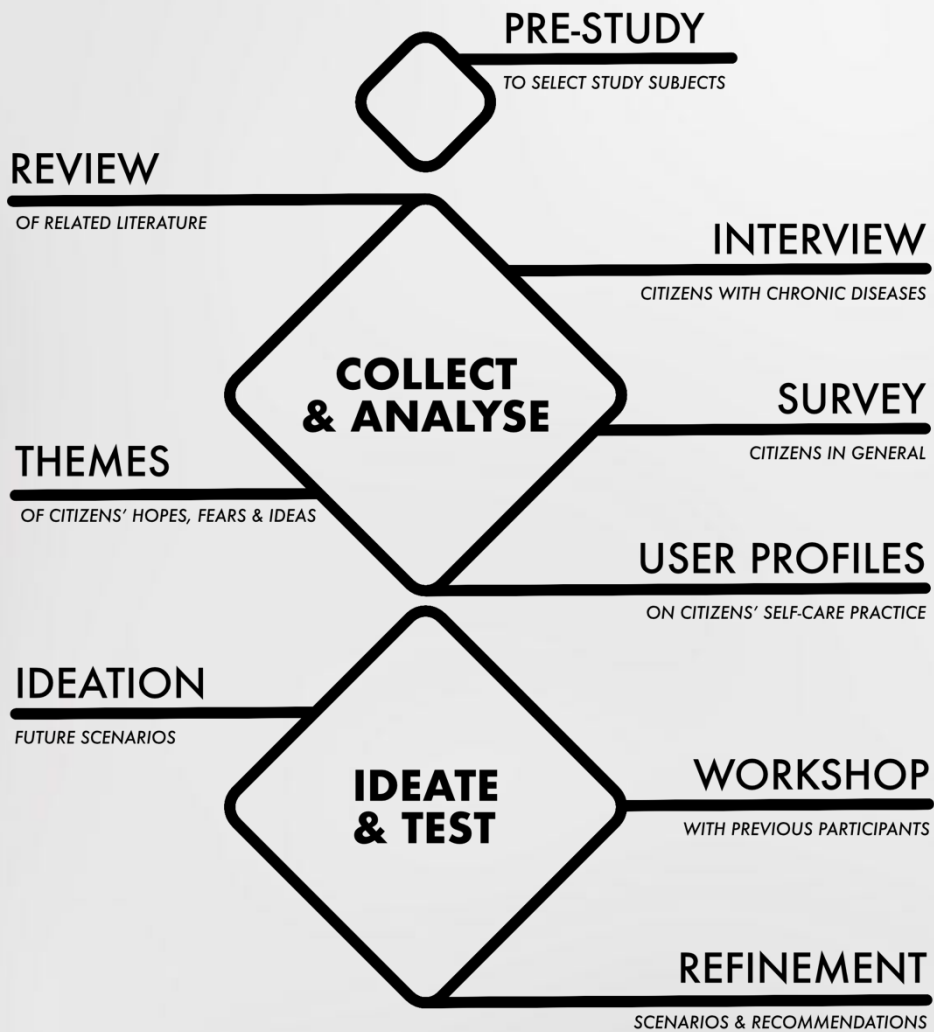 PRE-STUDY
TO SELECT STUDY SUBJECTS
REVIEW
OF RELATED LITERATURE
INTERVIEW
CITIZENS WITH CHRONIC DISEASES
COLLECT
& ANALYSE
SURVEY
CITIZENS IN GENERAL
THEMES
OF CITIZENS' HOPES, FEARS & IDEAS
USER PROFILES
ON CITIZENS' SELF-CARE PRACTICE
IDEATION
FUTURE SCENARIOS
IDEATE
& TEST
WORKSHOP
WITH PREVIOUS PARTICIPANTS
REFINEMENT
SCENARIOS & RECOMMENDATIONS